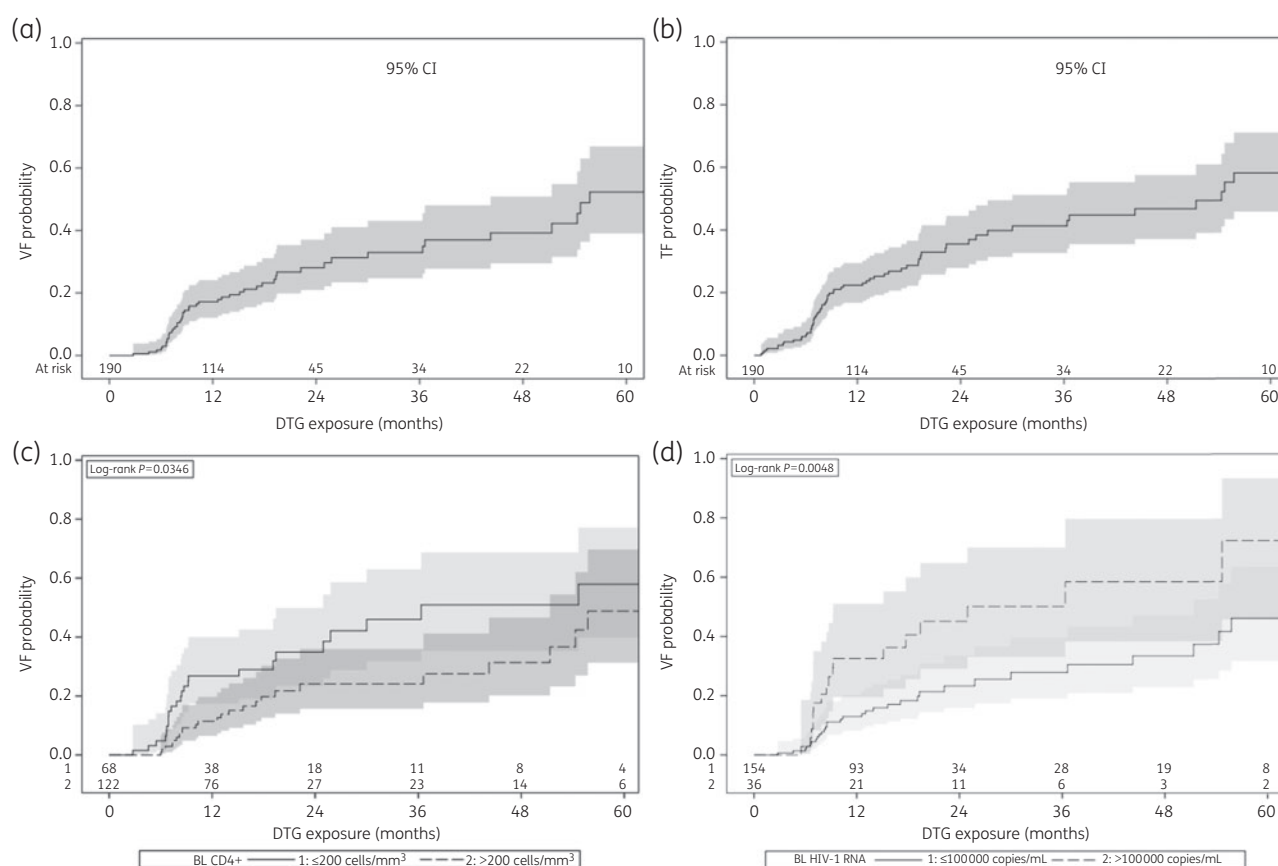 (a)
1.0
0.8
0.6
0.4
0.2
0.0
VF probability
95% CI
At risk 190 114 45 34 22 10
0 12 24 36 48 60
DTG exposure (months)
(b)
1.0
0.8
0.6
0.4
0.2
0.0
TF probability
95% CI
At risk 190 114 45 34 22 10
0 12 24 36 48 60
DTG exposure (months)
(c)
1.0
0.8
0.6
0.4
0.2
0.0
VF probability
Log-rank P=0.0346
1 68 38 18 11 8 4
2 122 76 27 23 14 6
0 12 24 36 48 60
DTG exposure (months)
BL CD4+ 1: ≤200 cells/mm³ 2: >200 cells/mm³
(d)
1.0
0.8
0.6
0.4
0.2
0.0
VF probability
Log-rank P=0.0048
1 154 93 34 28 19 8
2 36 21 11 6 3 2
0 12 24 36 48 60
DTG exposure (months)
BL HIV-1 RNA 1: ≤100000 copies/mL 2: >100000 copies/mL